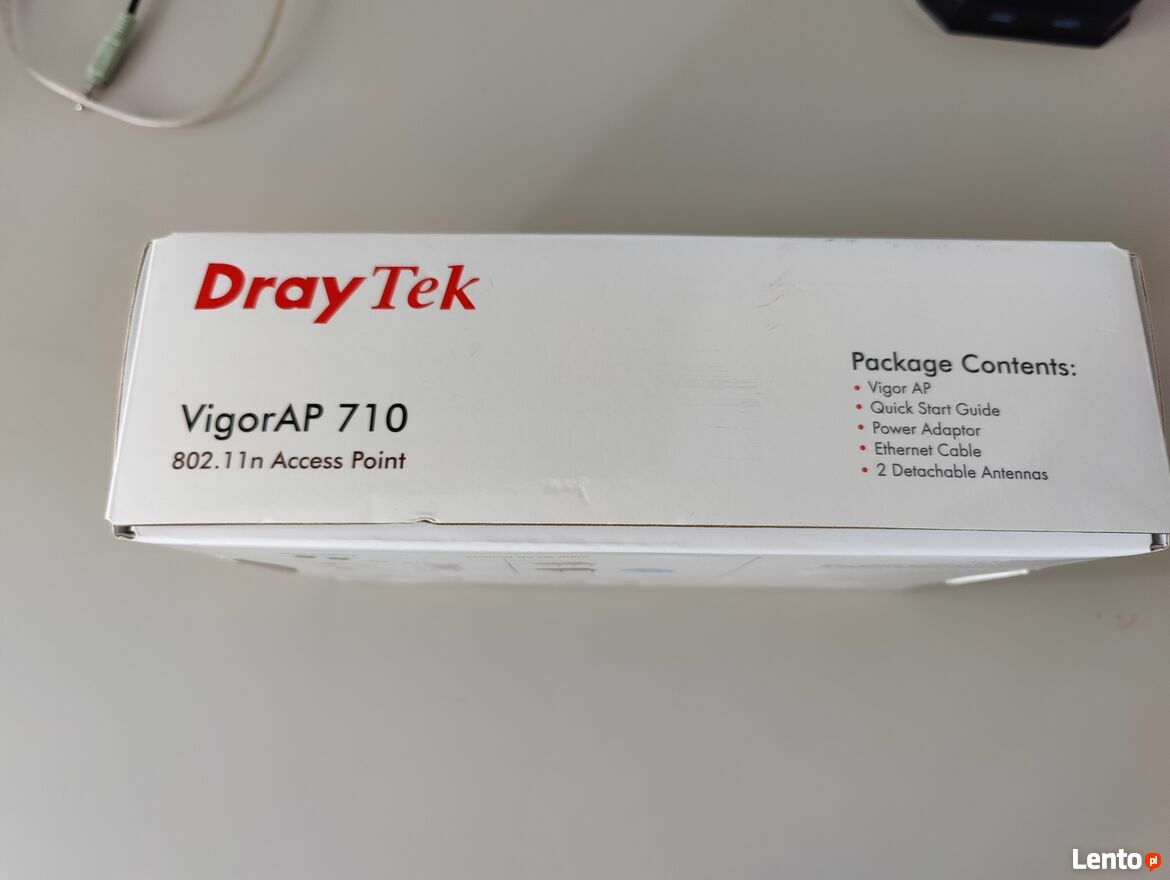 DrayTek
VigorAP 710
802.11n Access Point
Package Contents:
• Vigor AP
• Quick Start Guide
• Power Adaptor
• Ethernet Cable
• 2 Detachable Antennas
Lento.pl